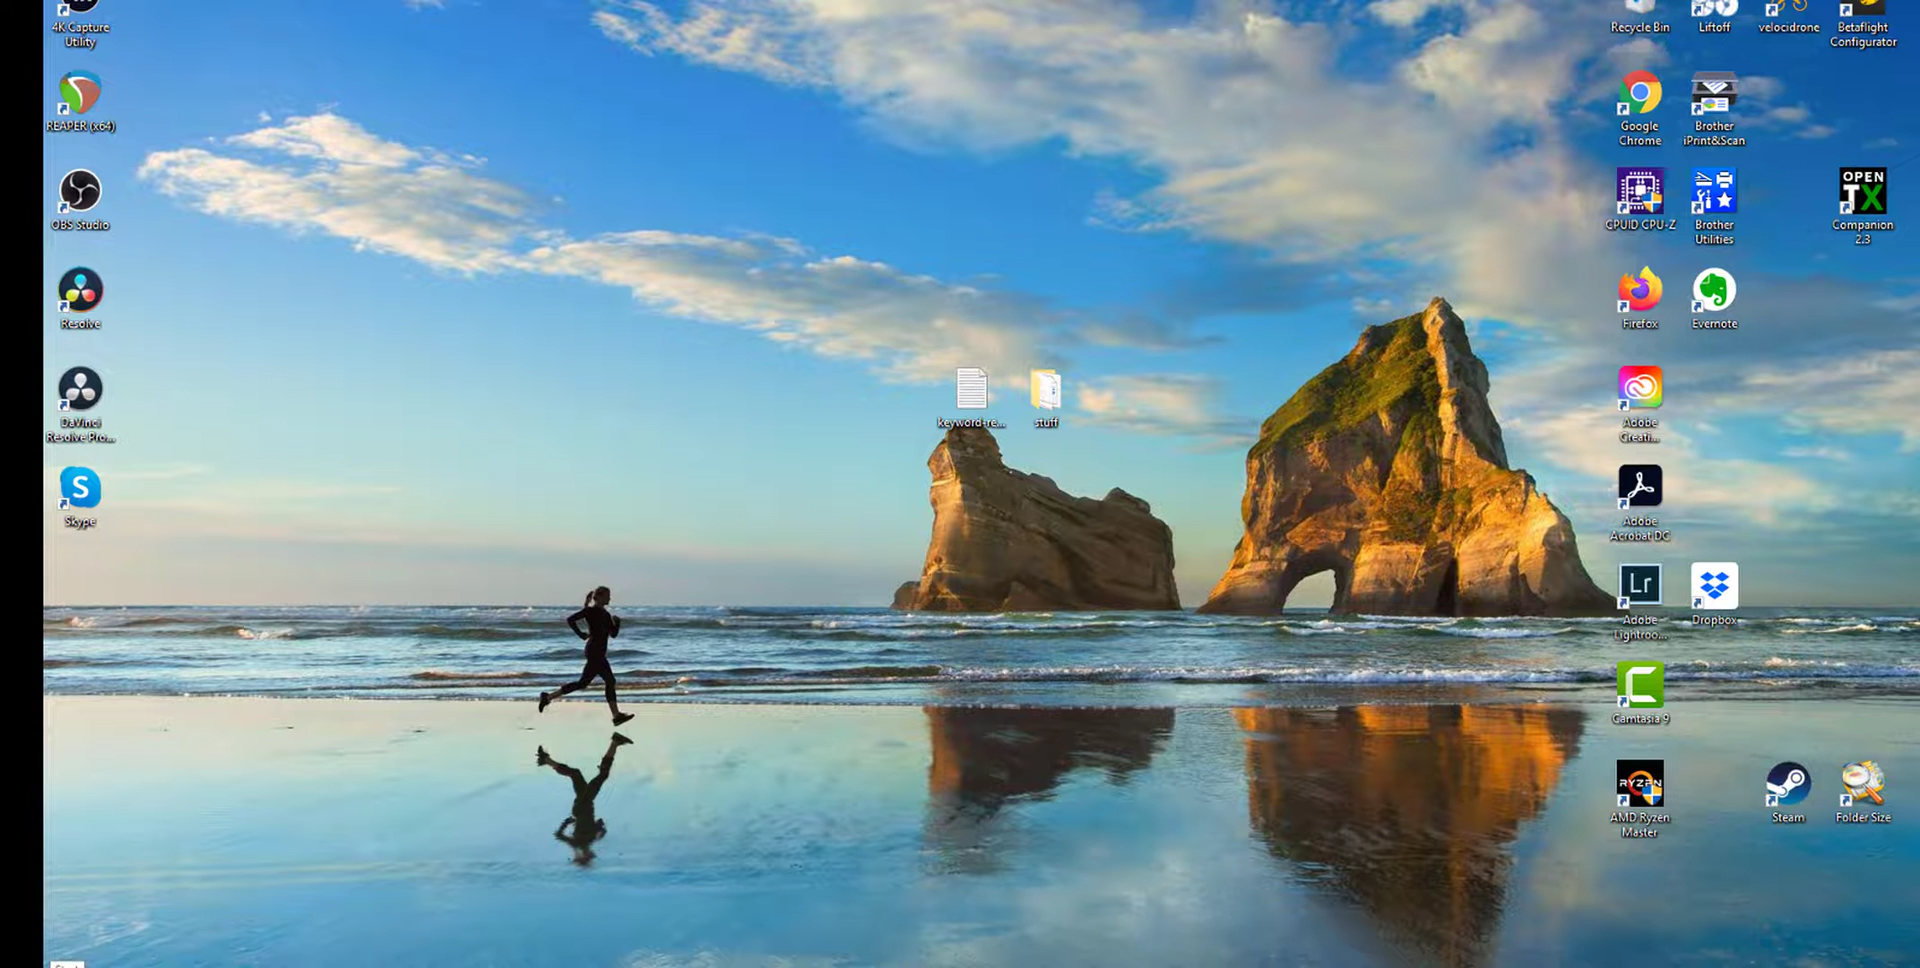 4K Capture
Utility
REAPER (x64)
OBS Studio
Resolve
DaVinci
Resolve Pro...
S
Skype
keyword-re...
stuff
Recycle Bin
Liftoff
velocidrone
Betaflight
Configurator
Google
Chrome
Brother
iPrint&Scan
CPUID CPU-Z
Brother
Utilities
OPEN
TX
Companion
2.3
Firefox
Evernote
Adobe
Creati...
Adobe
Acrobat DC
Lr
Adobe
Lightroo...
Dropbox
Camtasia 9
RYZEN
AMD Ryzen
Master
Steam
Folder Size